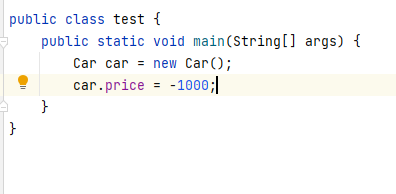 public class test {
    public static void main(String[] args) {
        Car car = new Car();
        car.price = -1000;
    }
}